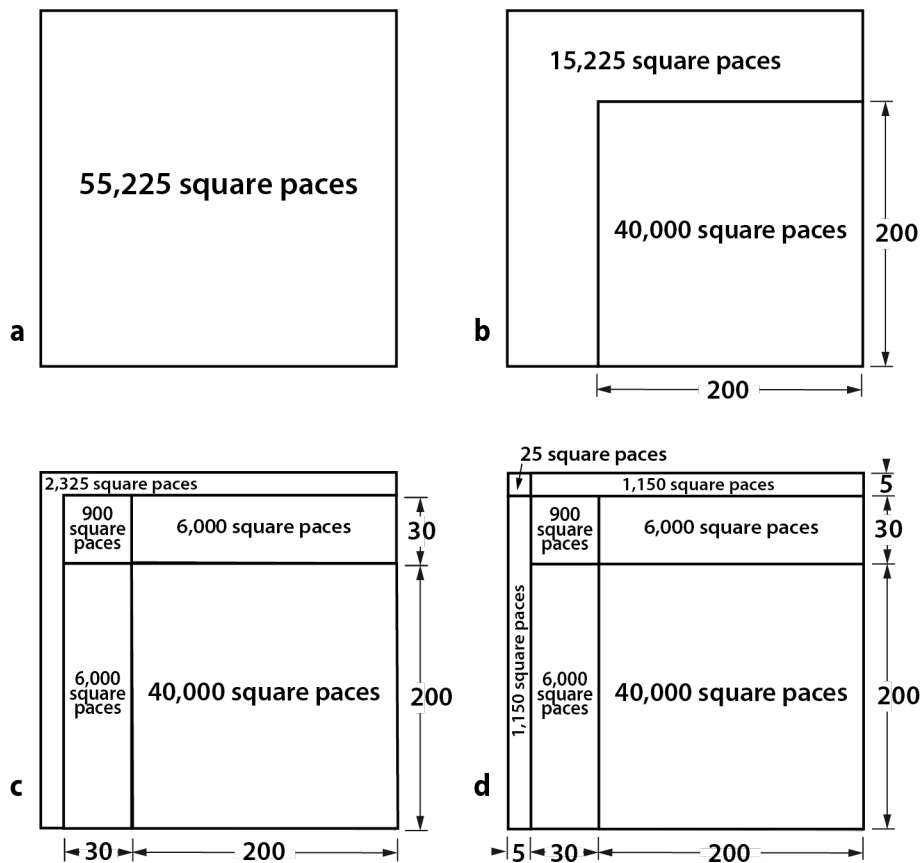 55,225 square paces
a
15,225 square paces
40,000 square paces
200
200
b
2,325 square paces
900
square
paces
6,000 square paces
30
6,000
square
paces
40,000 square paces
200
c
30
200
25 square paces
1,150 square paces
5
900
square
paces
6,000 square paces
30
1,150 square paces
6,000
square
paces
40,000 square paces
200
d
5
30
200